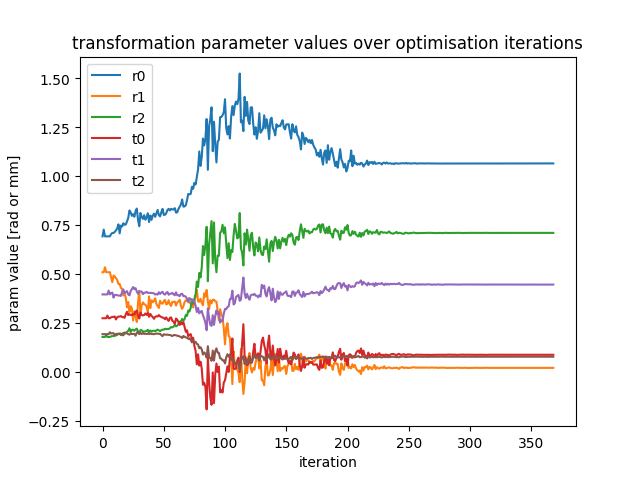 transformation parameter values over optimisation iterations
param value [rad or mm]
1.50
1.25
1.00
0.75
0.50
0.25
0.00
−0.25
r0
r1
r2
t0
t1
t2
0 50 100 150 200 250 300 350
iteration